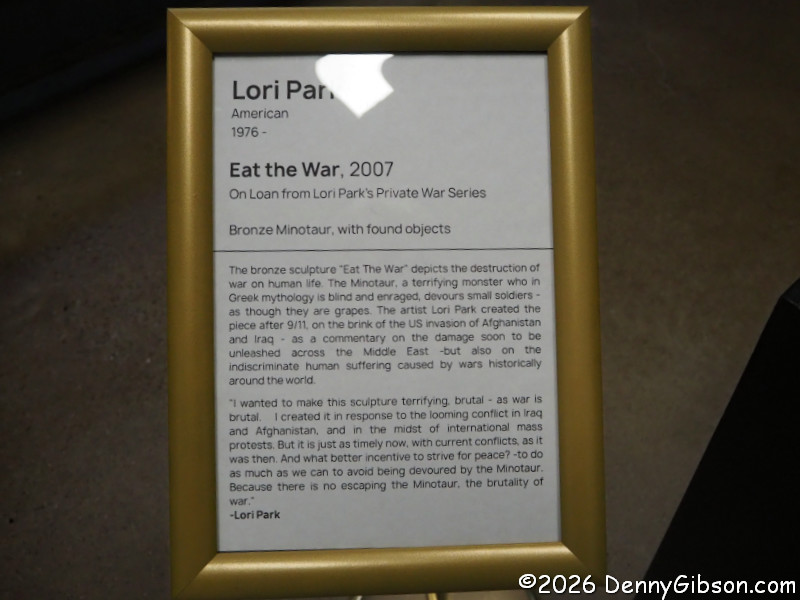 Lori Park
American
1976 -
Eat the War, 2007
On Loan from Lori Park's Private War Series
Bronze Minotaur, with found objects
The bronze sculpture "Eat The War" depicts the destruction of
war on human life. The Minotaur, a terrifying monster who in
Greek mythology is blind and enraged, devours small soldiers -
as though they are grapes. The artist Lori Park created the
piece after 9/11, on the brink of the US invasion of Afghanistan
and Iraq - as a commentary on the damage soon to be
unleashed across the Middle East -but also on the
indiscriminate human suffering caused by wars historically
around the world.
"I wanted to make this sculpture terrifying, brutal - as war is
brutal. I created it in response to the looming conflict in Iraq
and Afghanistan, and in the midst of international mass
protests. But it is just as timely now, with current conflicts, as it
was then. And what better incentive to strive for peace? -to do
as much as we can to avoid being devoured by the Minotaur.
Because there is no escaping the Minotaur, the brutality of
war."
-Lori Park
©2026 DennyGibson.com